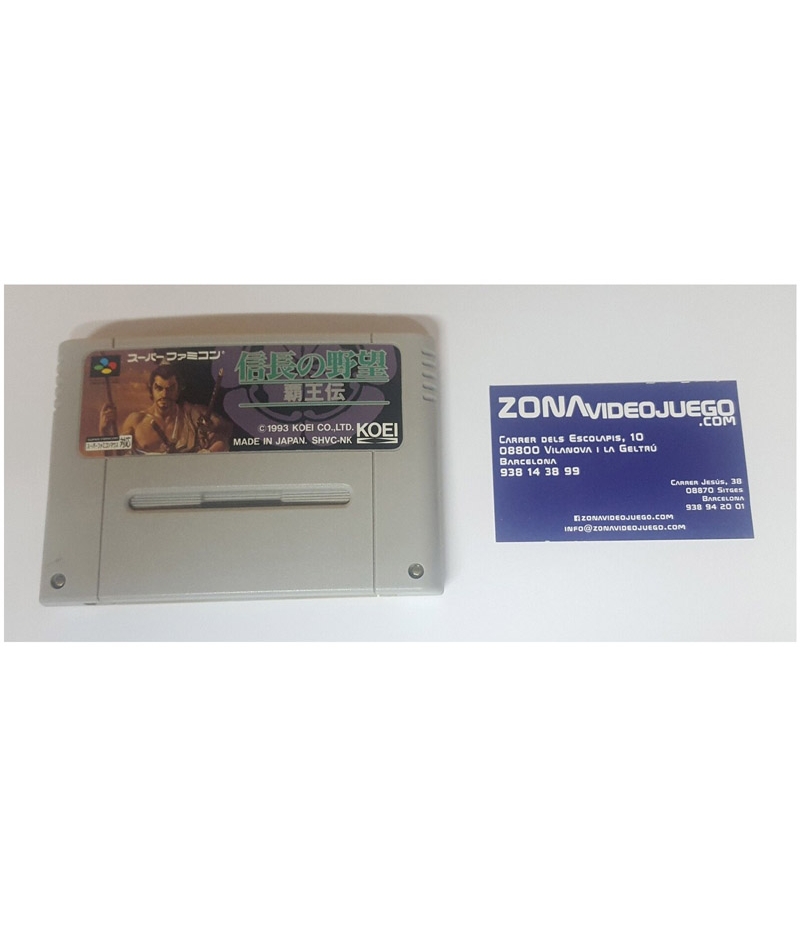 スーパーファミコン
信長の野望
覇王伝
©1993 KOEI CO.,LTD.
MADE IN JAPAN. SHVC-NK
KOEI
ZONAVIDEOJUEGO
.COM
CARRER DELS ESCOLAPIS, 10
08800 VILANOVA I LA GELTRÚ
BARCELONA
938 14 38 99
CARRER JESÚS, 38
08870 SITGES
BARCELONA
938 94 20 01
ZONAVIDEOJUEGO.COM
INFO@ZONAVIDEOJUEGO.COM